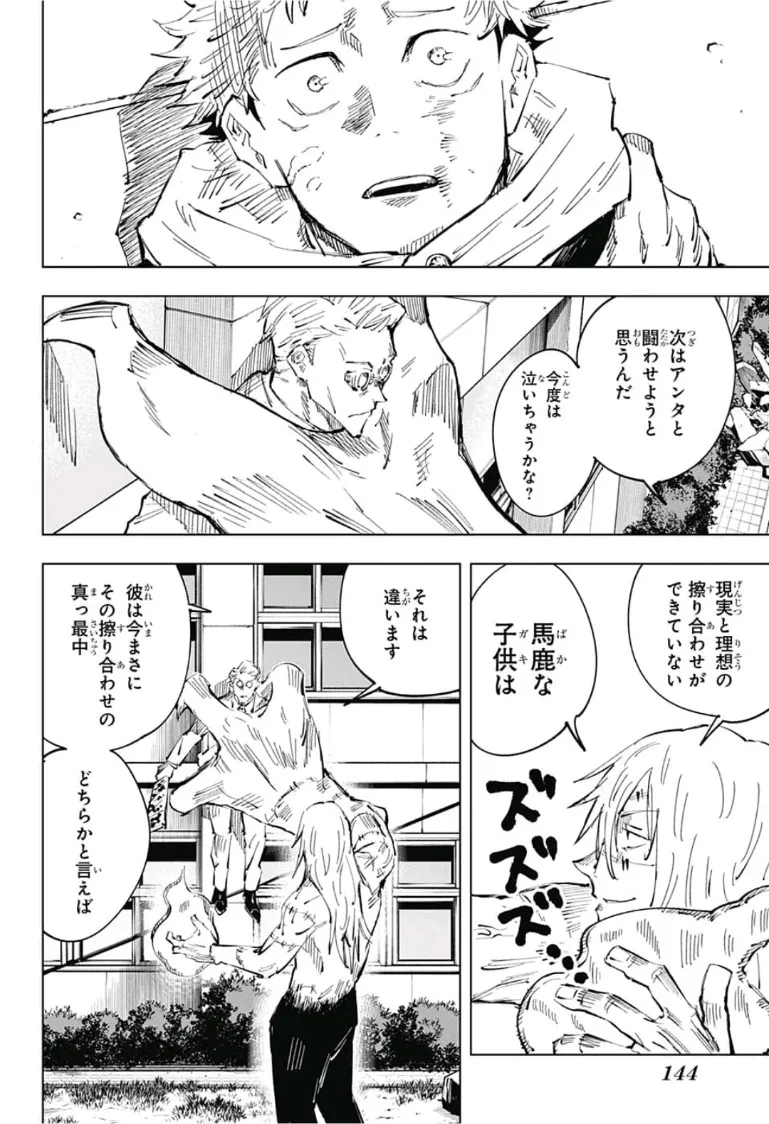 次はアンタと
闘わせようと
思うんだ
今度は
泣いちゃうかな?
現実と理想の
擦り合わせが
できていない
馬鹿な
子供は
ズズズズ…
それは
違います
彼は今まさに
その擦り合わせの
真っ最中
どちらかと言えば
144